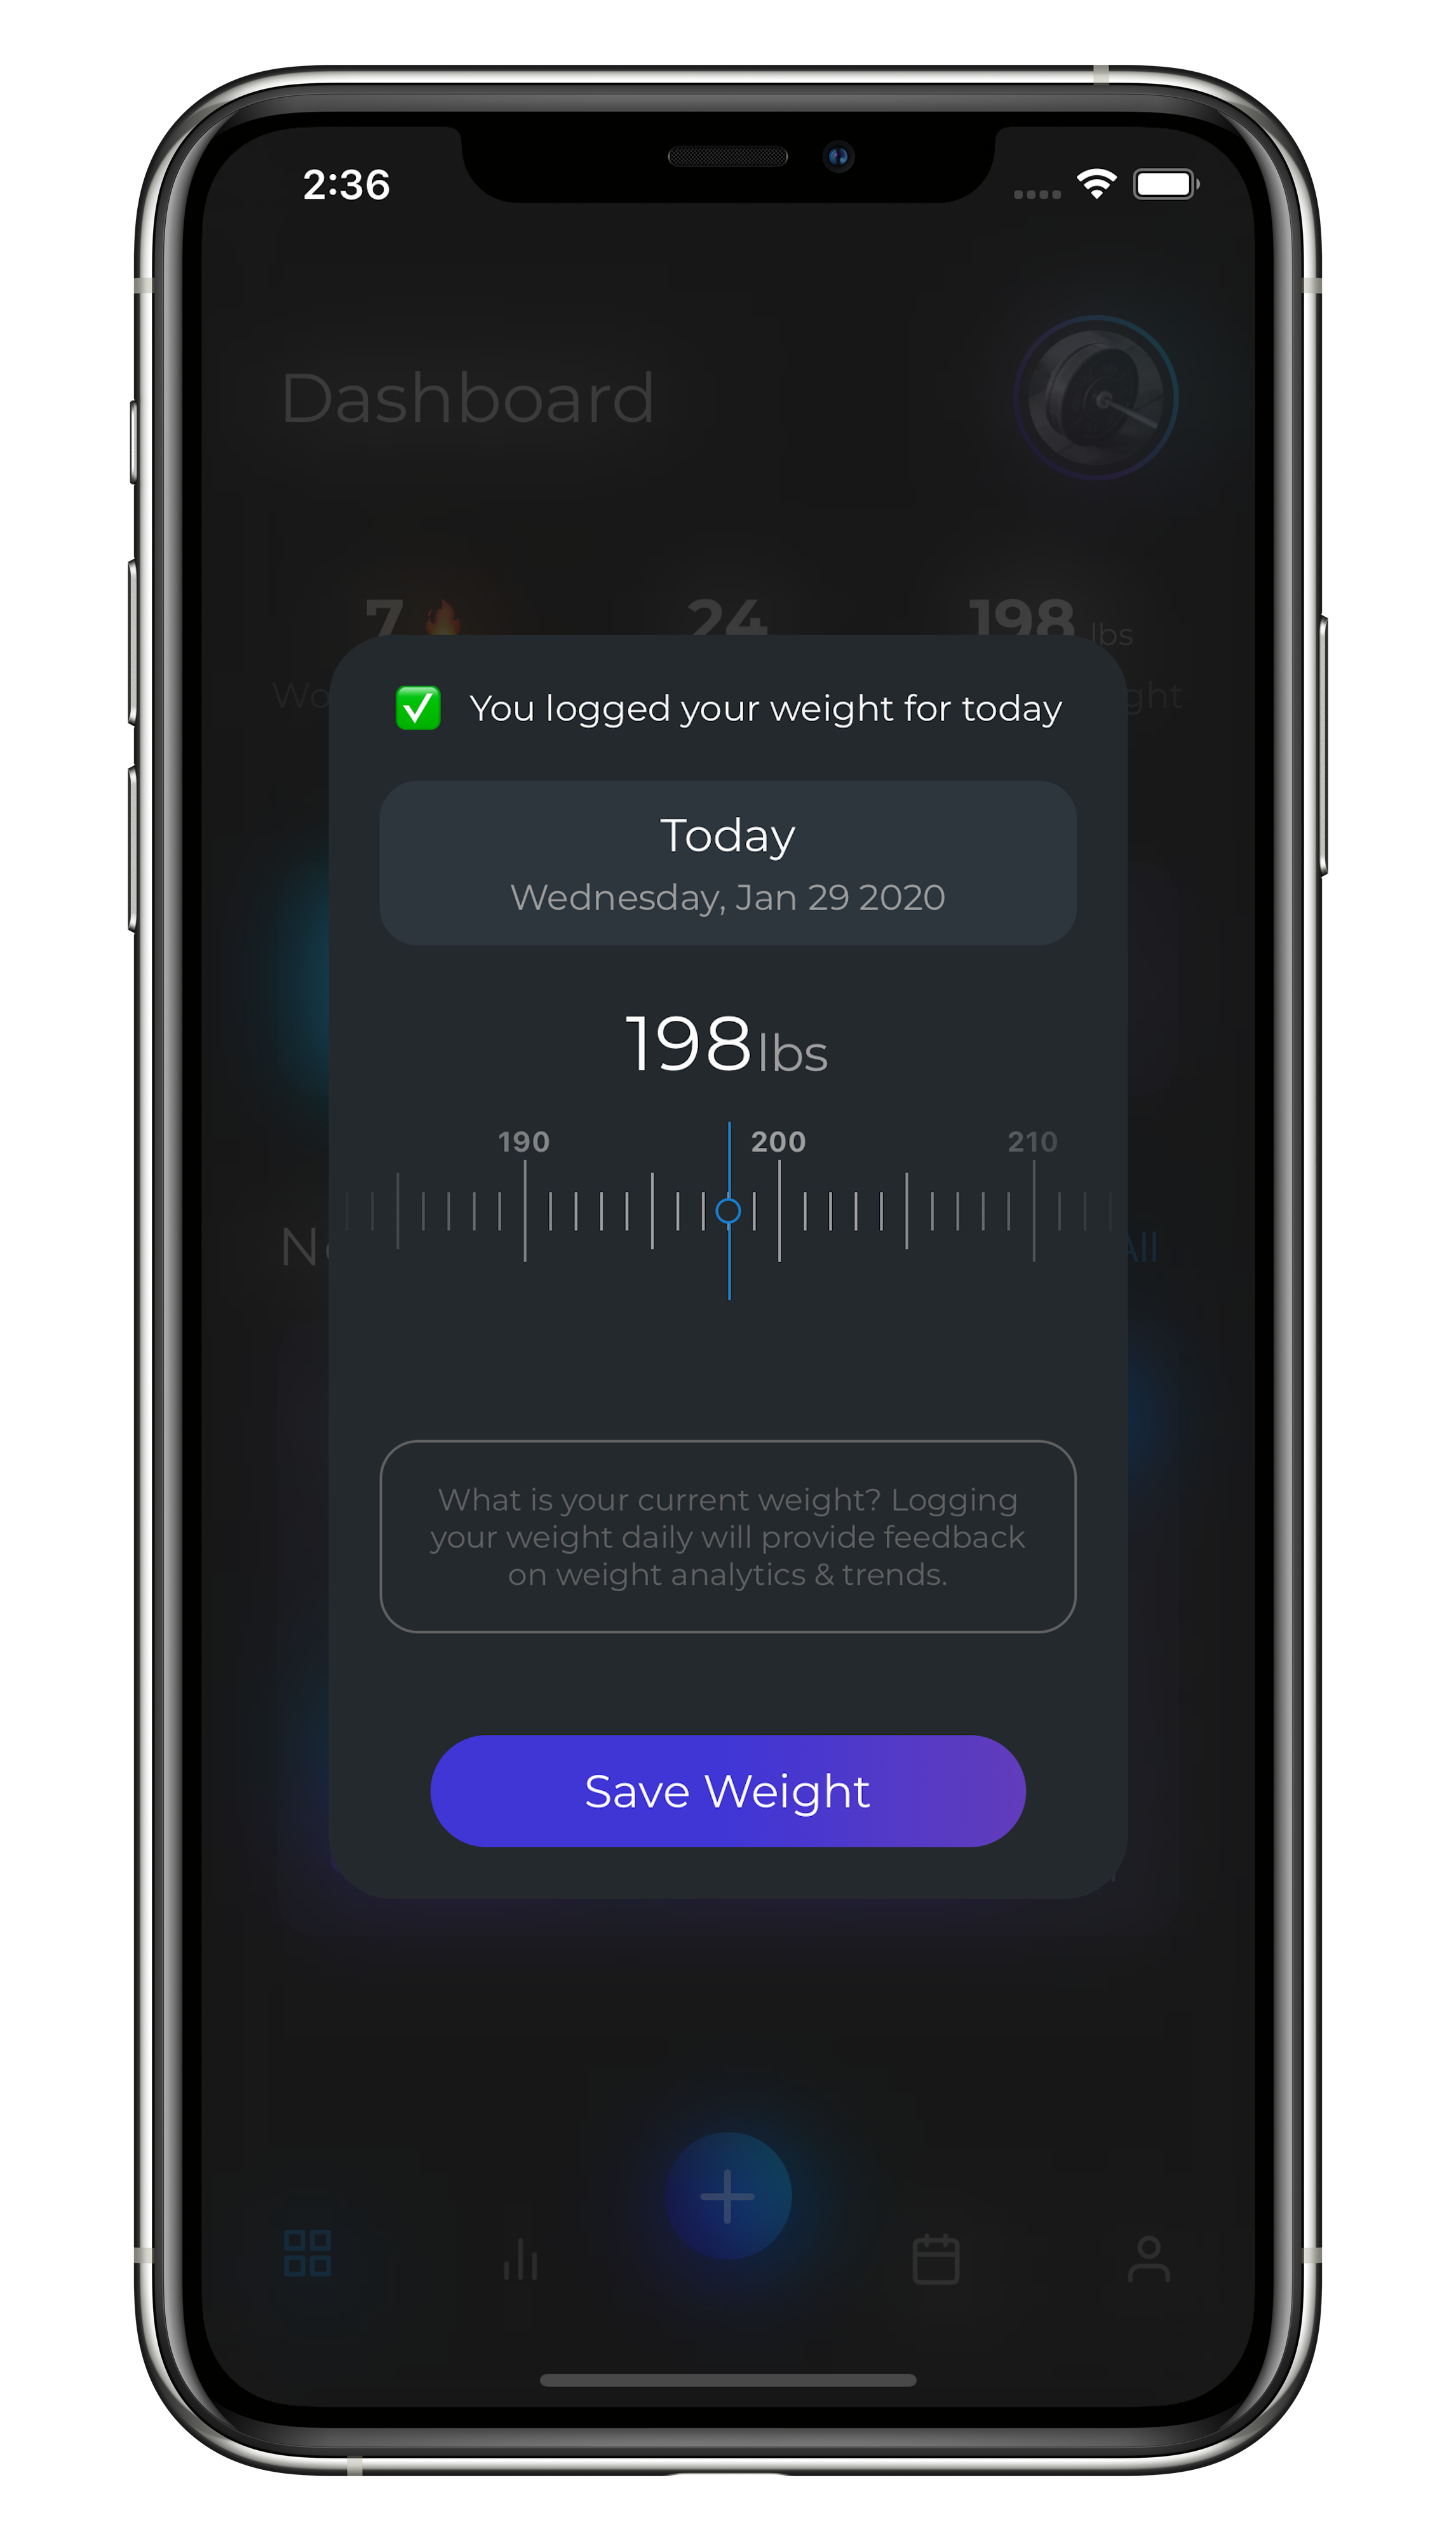 2:36
Dashboard
7 🔥 24 198 lbs
✅ You logged your weight for today
Today
Wednesday, Jan 29 2020
198 lbs
190 200 210
All
What is your current weight? Logging
your weight daily will provide feedback
on weight analytics & trends.
Save Weight